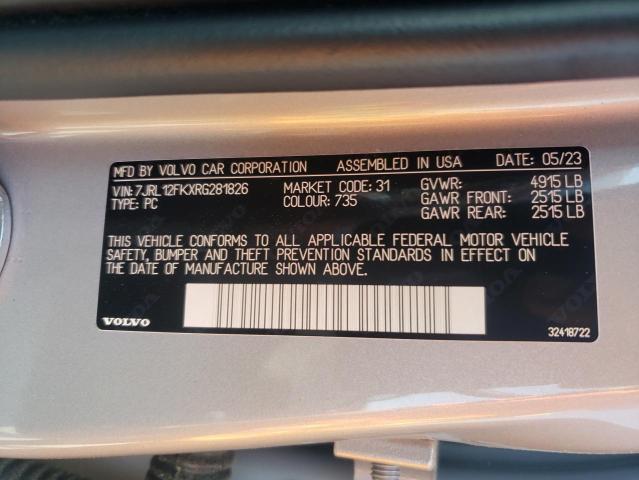 MFD BY VOLVO CAR CORPORATION ASSEMBLED IN USA DATE: 05/23
VIN: 7JRL12FKXRG281826 MARKET CODE: 31 GVWR: 4915 LB
TYPE: PC COLOUR: 735 GAWR FRONT: 2515 LB
GAWR REAR: 2515 LB
THIS VEHICLE CONFORMS TO ALL APPLICABLE FEDERAL MOTOR VEHICLE
SAFETY, BUMPER AND THEFT PREVENTION STANDARDS IN EFFECT ON
THE DATE OF MANUFACTURE SHOWN ABOVE.
VOLVO 32418722